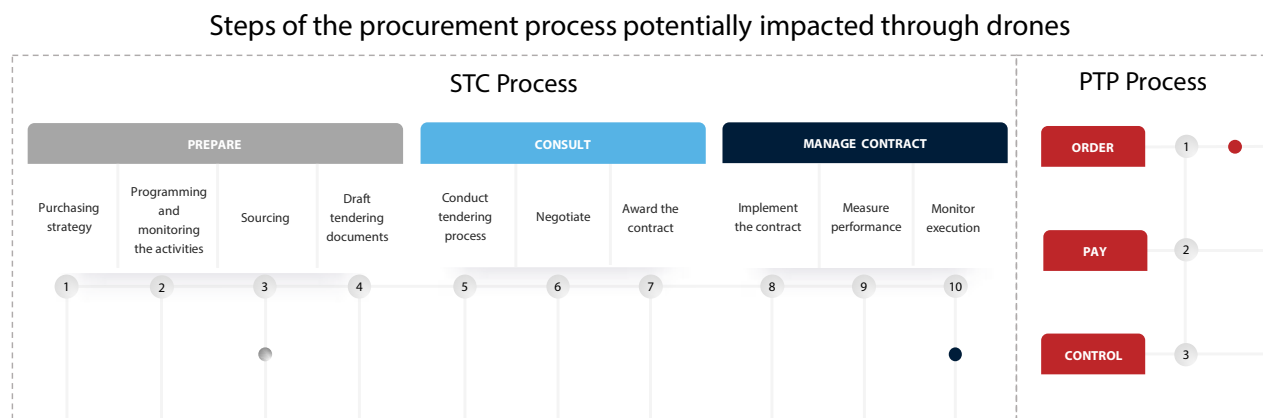 Steps of the procurement process potentially impacted through drones
STC Process
PTP Process
PREPARE
CONSULT
MANAGE CONTRACT
Purchasing
strategy
Programming
and
monitoring
the activities
Sourcing
Draft
tendering
documents
Conduct
tendering
process
Negotiate
Award the
contract
Implement
the contract
Measure
performance
Monitor
execution
1
2
3
4
5
6
7
8
9
10
ORDER
1
PAY
2
CONTROL
3